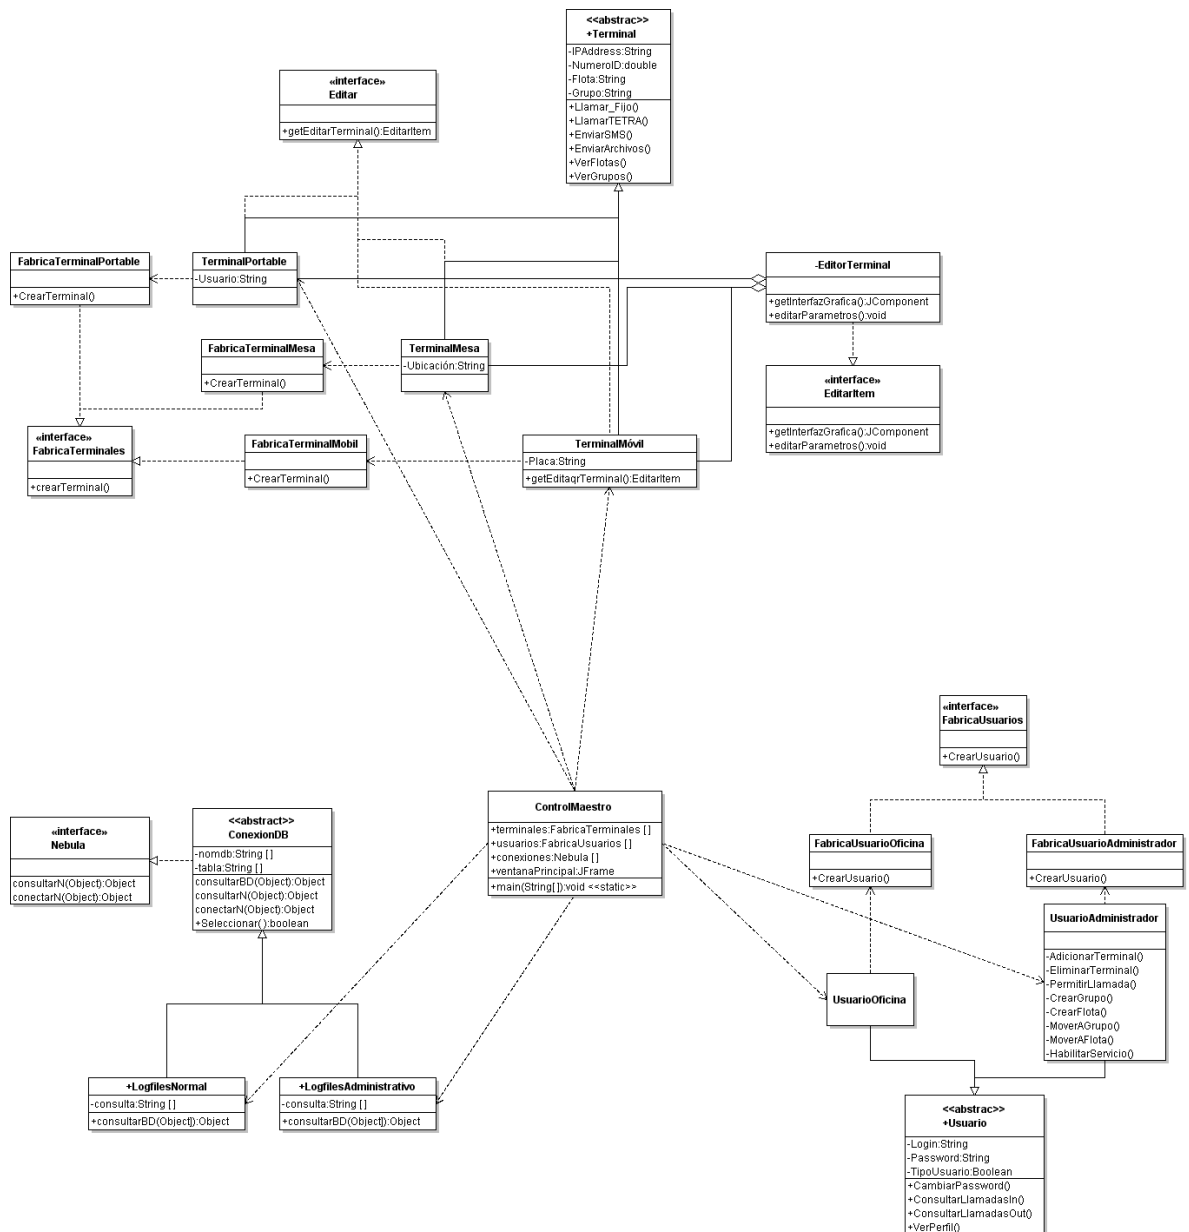 <<abstrac>>
+Terminal
-IPAddress:String
-NumeroID:double
-Flota:String
-Grupo:String
+Llamar_Fijo()
+LlamarTETRA()
+EnviarSMS()
+EnviarArchivos()
+VerFlotas()
+VerGrupos()
«interface»
Editar
+getEditarTerminal():EditarItem
FabricaTerminalPortable
+CrearTerminal()
TerminalPortable
-Usuario:String
-EditorTerminal
+getInterfazGrafica():JComponent
+editarParametros():void
FabricaTerminalMesa
+CrearTerminal()
TerminalMesa
-Ubicación:String
«interface»
EditarItem
+getInterfazGrafica():JComponent
+editarParametros():void
«interface»
FabricaTerminales
+crearTerminal()
FabricaTerminalMobil
+CrearTerminal()
TerminalMóvil
-Placa:String
+getEditaqrTerminal():EditarItem
«interface»
FabricaUsuarios
+CrearUsuario()
«interface»
Nebula
consultarN(Object):Object
conectarN(Object):Object
<<abstract>>
ConexionDB
-nomdb:String []
-tabla:String []
consultarBD(Object):Object
consultarN(Object):Object
conectarN(Object):Object
+Seleccionar( ):boolean
ControlMaestro
+terminales:FabricaTerminales []
+usuarios:FabricaUsuarios []
+conexiones:Nebula []
+ventanaPrincipal:JFrame
+main(String[]):void <<static>>
FabricaUsuarioOficina
+CrearUsuario()
FabricaUsuarioAdministrador
+CrearUsuario()
UsuarioOficina
UsuarioAdministrador
-AdicionarTerminal()
-EliminarTerminal()
-PermitirLlamada()
-CrearGrupo()
-CrearFlota()
-MoverAGrupo()
-MoverAFlota()
-HabilitarServicio()
+LogfilesNormal
-consulta:String []
+consultarBD(Object]):Object
+LogfilesAdministrativo
-consulta:String []
+consultarBD(Object]):Object
<<abstrac>>
+Usuario
-Login:String
-Password:String
-TipoUsuario:Boolean
+CambiarPassword()
+ConsultarLlamadasIn()
+ConsultarLlamadasOut()
+VerPerfil()